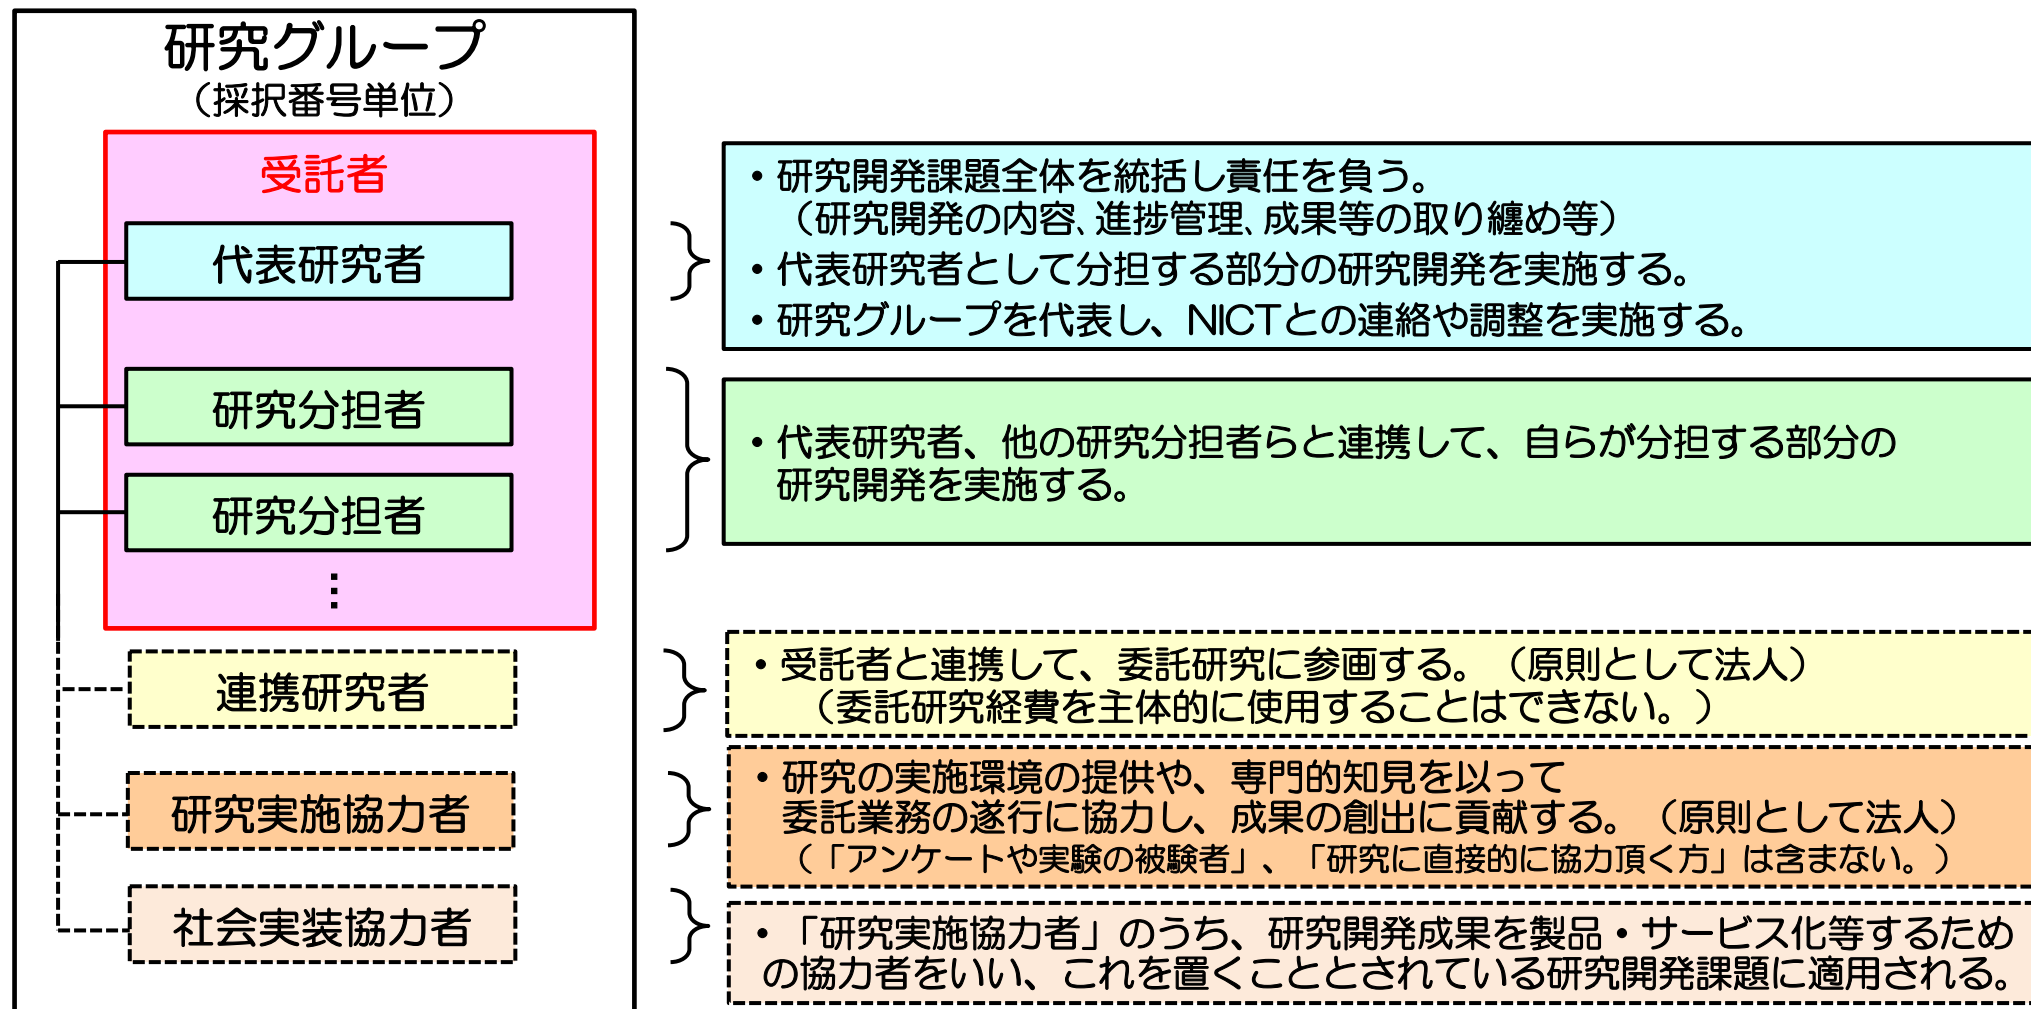 研究グループ
（採択番号単位）
受託者
代表研究者
研究分担者
研究分担者
⋮
連携研究者
研究実施協力者
社会実装協力者
・研究開発課題全体を統括し責任を負う。
（研究開発の内容、進捗管理、成果等の取り纏め等）
・代表研究者として分担する部分の研究開発を実施する。
・研究グループを代表し、NICTとの連絡や調整を実施する。
・代表研究者、他の研究分担者らと連携して、自らが分担する部分の
研究開発を実施する。
・受託者と連携して、委託研究に参画する。（原則として法人）
（委託研究経費を主体的に使用することはできない。）
・研究の実施環境の提供や、専門的知見を以って
委託業務の遂行に協力し、成果の創出に貢献する。（原則として法人）
（「アンケートや実験の被験者」、「研究に直接的に協力頂く方」は含まない。）
・「研究実施協力者」のうち、研究開発成果を製品・サービス化等するため
の協力者をいい、これを置くこととされている研究開発課題に適用される。